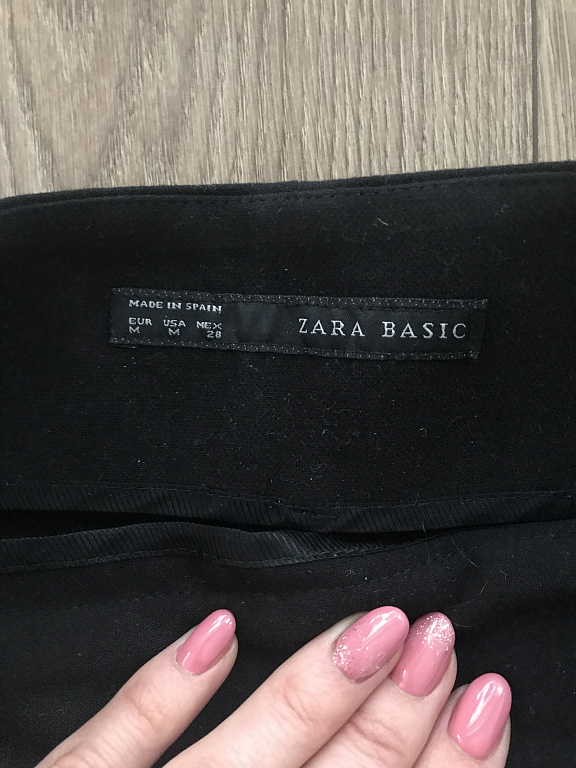 MADE IN SPAIN
EUR USA MEX
M M 28
ZARA BASIC